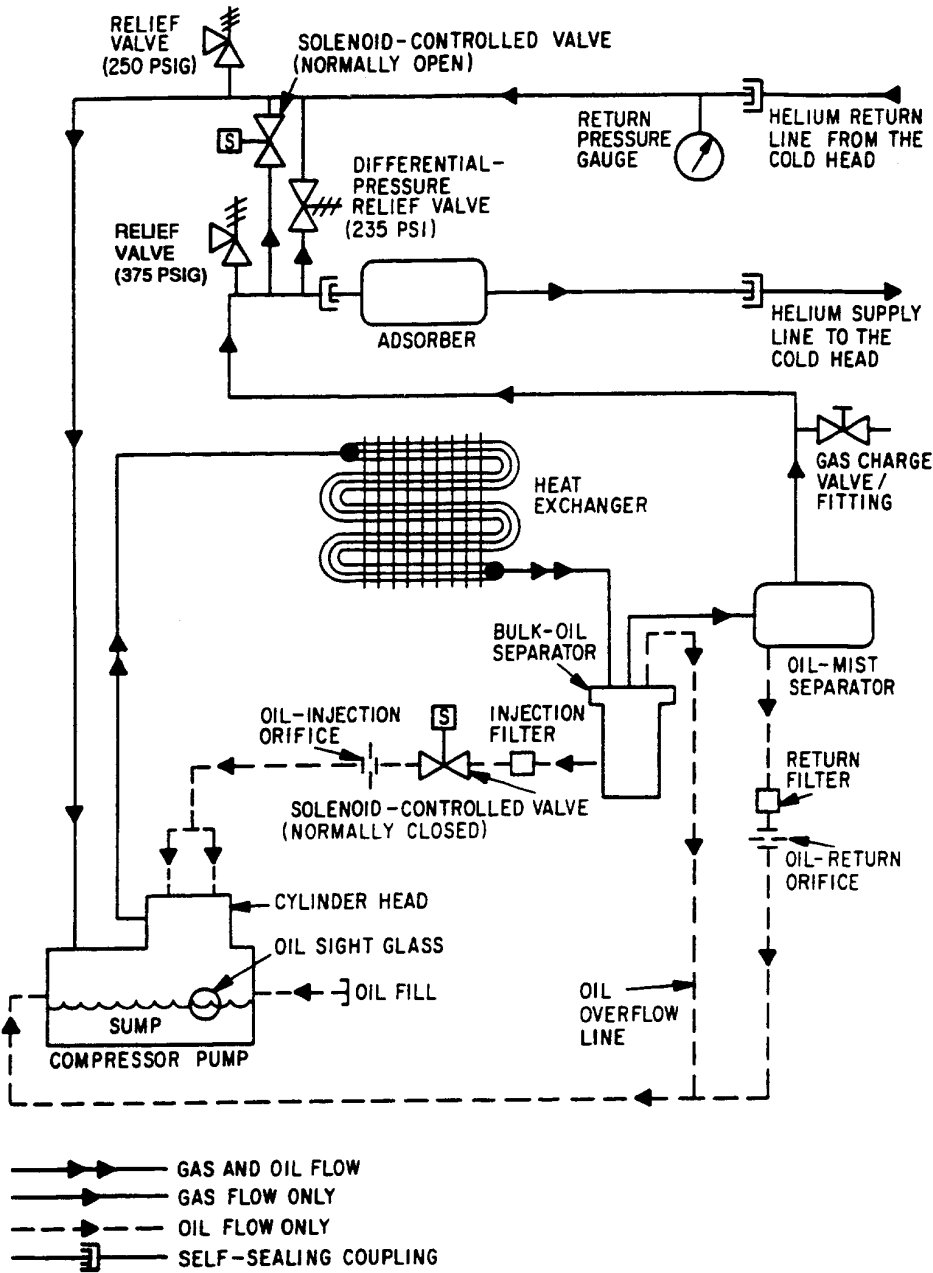 RELIEF
VALVE
(250 PSIG)
SOLENOID-CONTROLLED VALVE
(NORMALLY OPEN)
S
RETURN
PRESSURE
GAUGE
HELIUM RETURN
LINE FROM THE
COLD HEAD
DIFFERENTIAL-
PRESSURE
RELIEF VALVE
(235 PSI)
RELIEF
VALVE
(375 PSIG)
ADSORBER
HELIUM SUPPLY
LINE TO THE
COLD HEAD
GAS CHARGE
VALVE/
FITTING
HEAT
EXCHANGER
BULK-OIL
SEPARATOR
OIL-MIST
SEPARATOR
OIL-INJECTION
ORIFICE
S
INJECTION
FILTER
SOLENOID-CONTROLLED VALVE
(NORMALLY CLOSED)
RETURN
FILTER
OIL-RETURN
ORIFICE
CYLINDER HEAD
OIL SIGHT GLASS
OIL FILL
SUMP
COMPRESSOR PUMP
OIL
OVERFLOW
LINE
GAS AND OIL FLOW
GAS FLOW ONLY
OIL FLOW ONLY
SELF-SEALING COUPLING